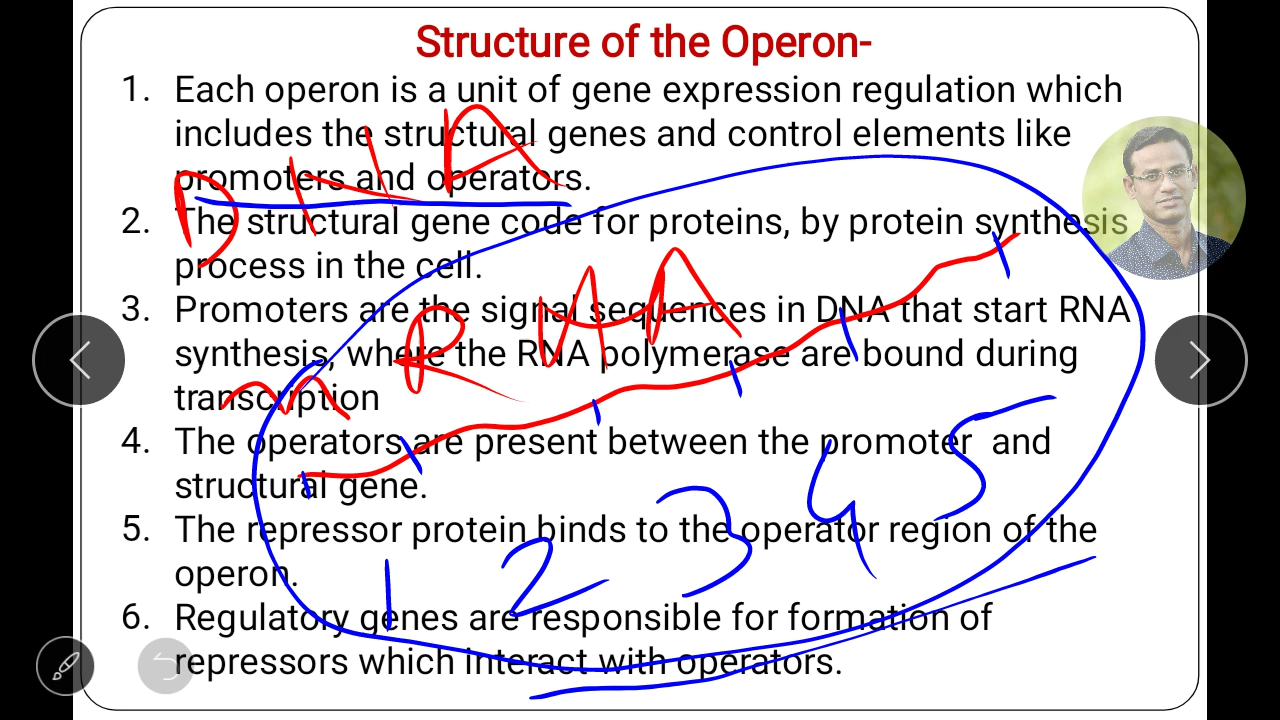 Structure of the Operon-
1. Each operon is a unit of gene expression regulation which
includes the structural genes and control elements like
promoters and operators.
2. The structural gene code for proteins, by protein synthesis
process in the cell.
3. Promoters are the signal sequences in DNA that start RNA
synthesis, where the RNA polymerase are bound during
transcription
4. The operators are present between the promoter and
structural gene.
5. The repressor protein binds to the operator region of the
operon.
6. Regulatory genes are responsible for formation of
repressors which interact with operators.
DNA
m RNA
1 2 3 4 5